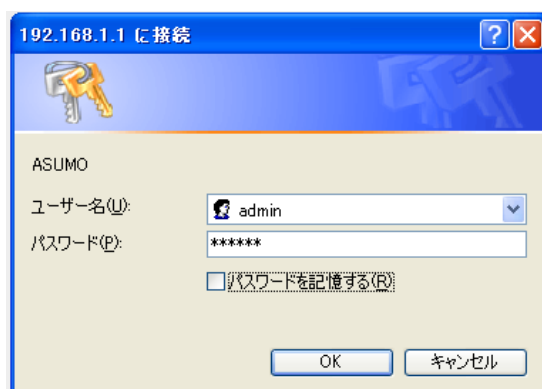 192.168.1.1 に接続
ASUMO
ユーザー名(U):
admin
パスワード(P):
******
パスワードを記憶する(R)
OK
キャンセル